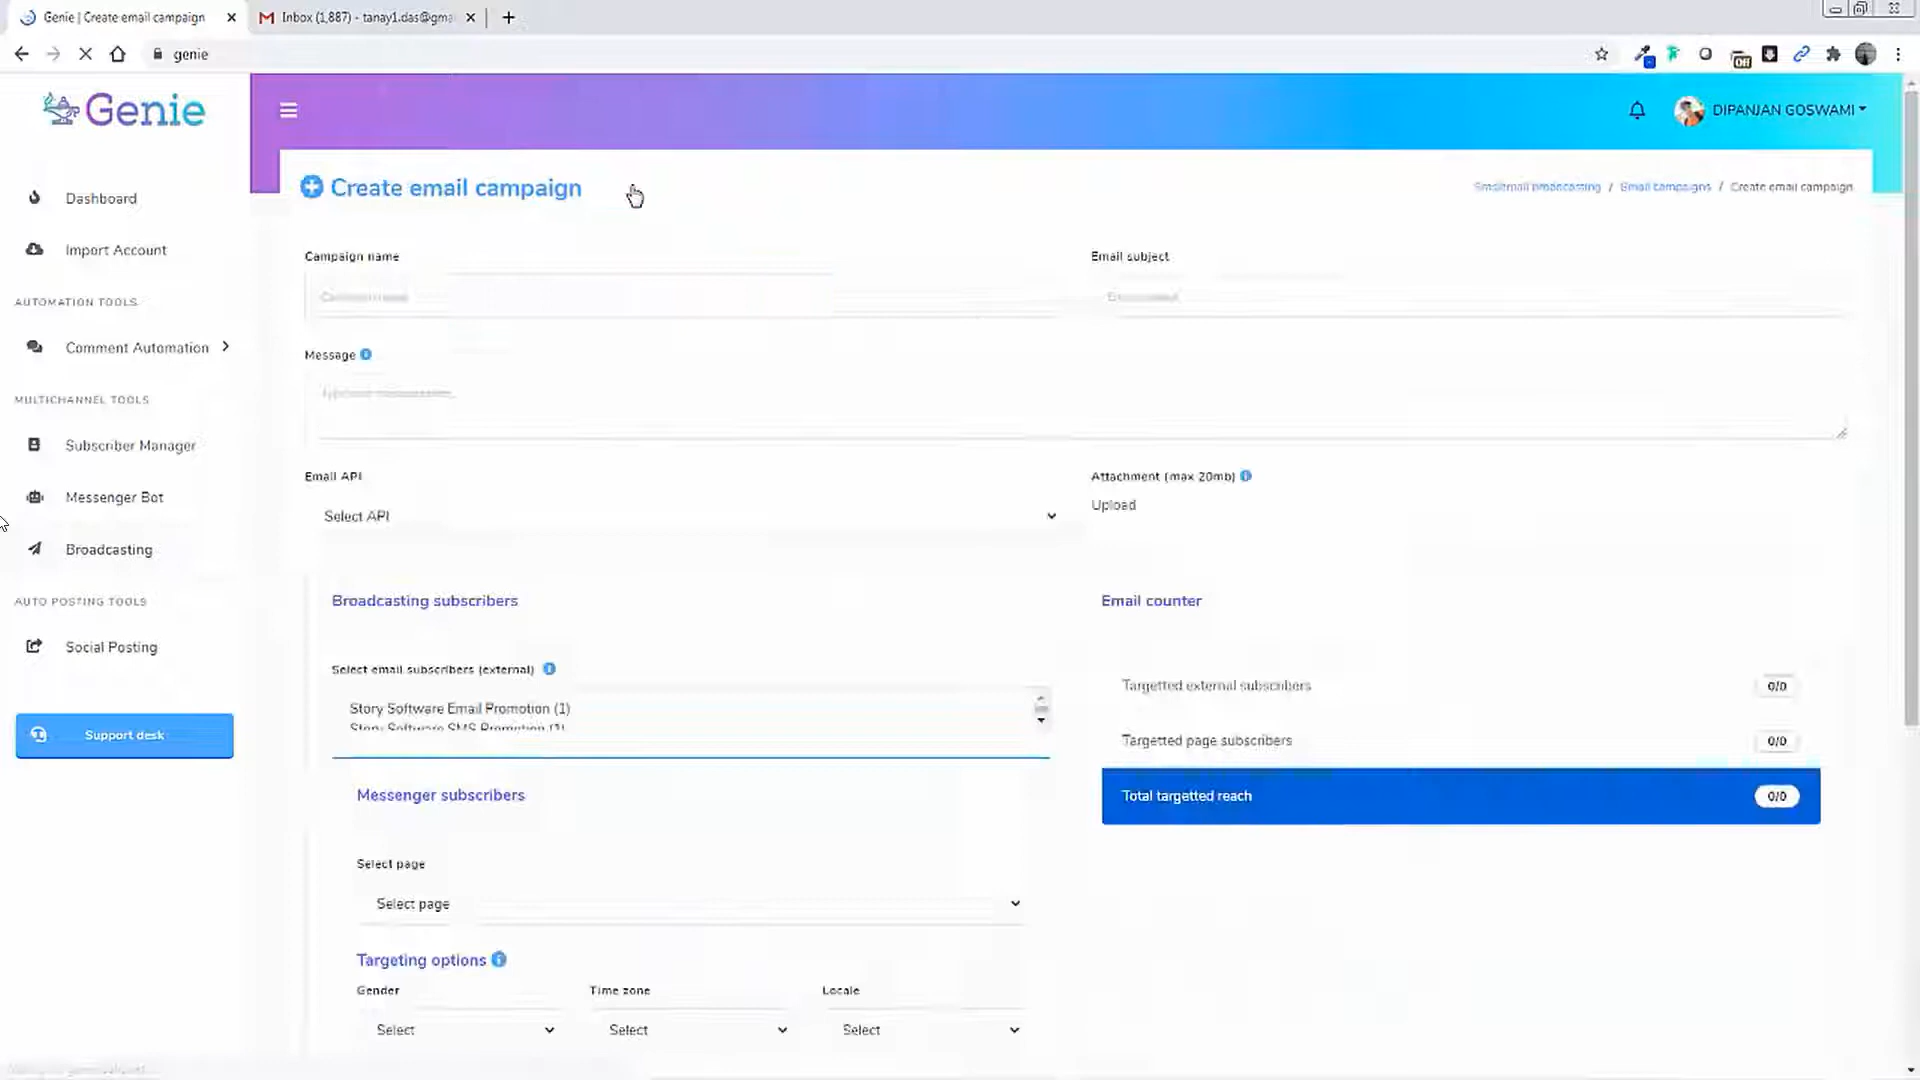 Genie | Create email campaign
Inbox (1,887) - tanay1.das@gma
genie
Off
Genie
DIPANJAN GOSWAMI
Create email campaign
Email campaigns / Create email campaign
Dashboard
Import Account
AUTOMATION TOOLS
Comment Automation
MULTICHANNEL TOOLS
Subscriber Manager
Messenger Bot
Broadcasting
AUTO POSTING TOOLS
Social Posting
Support desk
Campaign name
Email subject
Message
Email API
Select API
Attachment (max 20mb)
Upload
Broadcasting subscribers
Email counter
Select email subscribers (external)
Story Software Email Promotion (1)
Story Software SMS Promotion (1)
Targetted external subscribers 0/0
Targetted page subscribers 0/0
Total targetted reach 0/0
Messenger subscribers
Select page
Select page
Targeting options
Gender
Time zone
Locale
Select
Select
Select